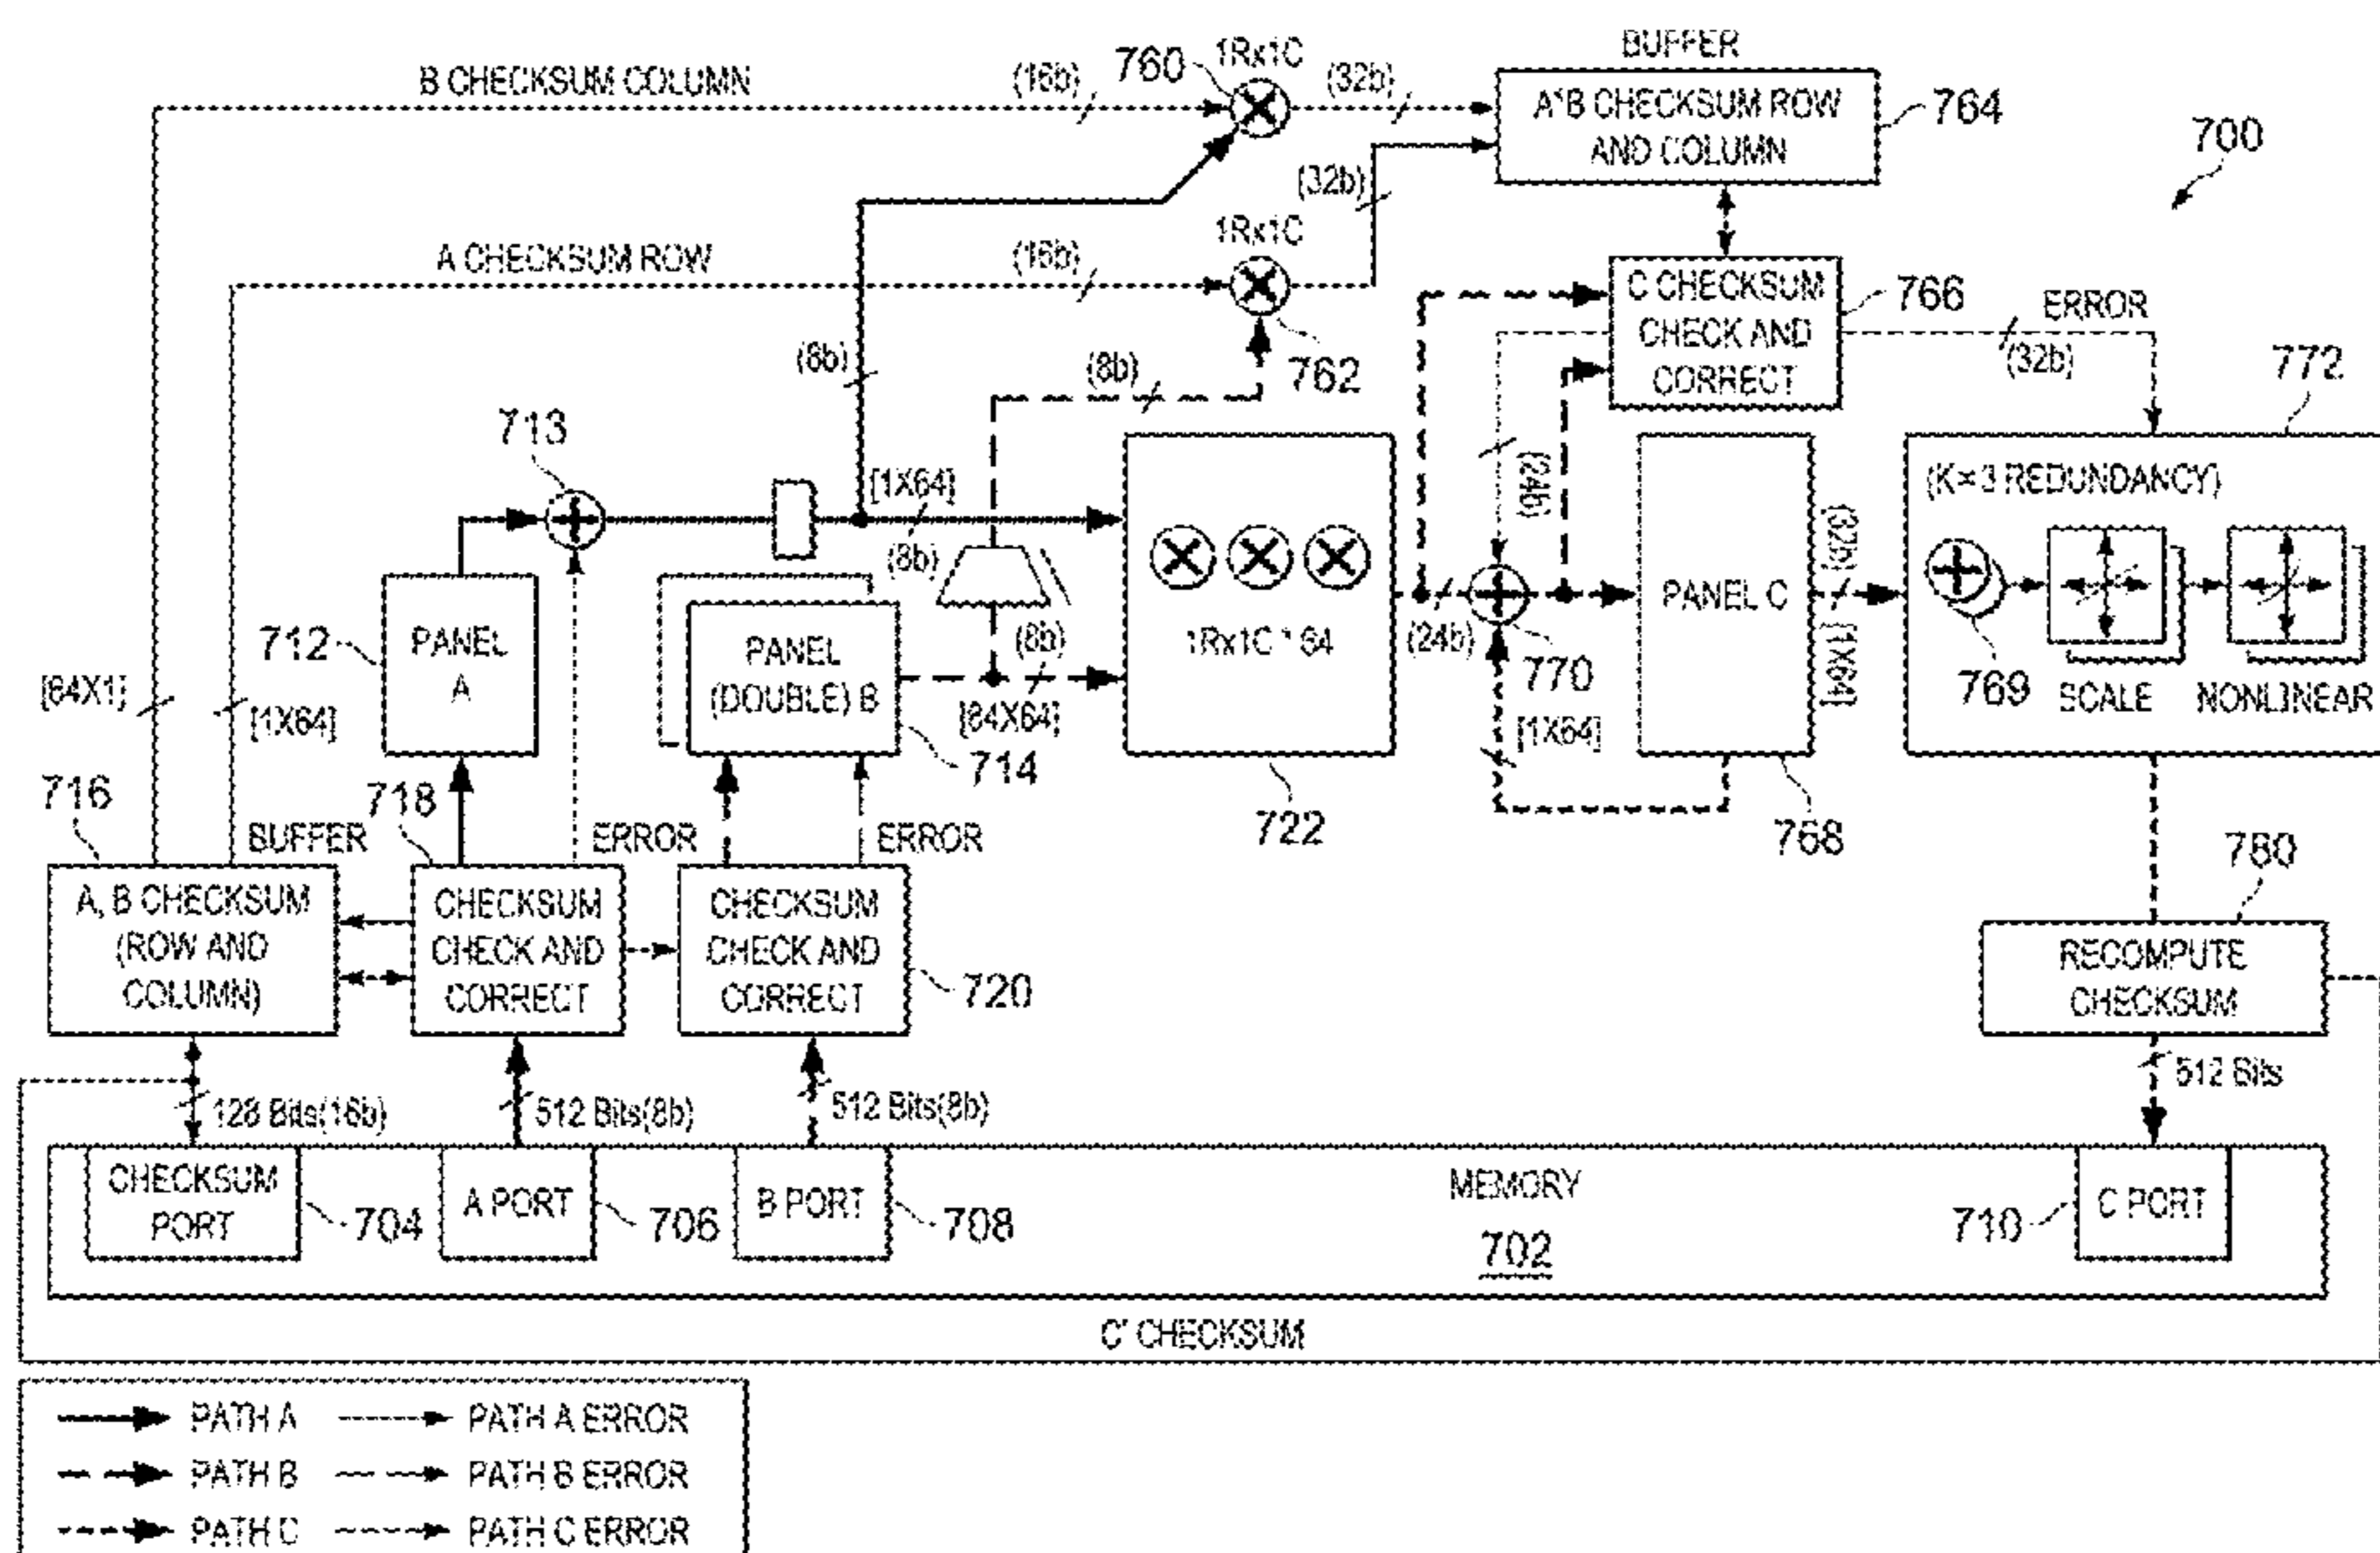 B CHECKSUM COLUMN
(16b)
760
1Rx1C
(32b)
BUFFER
A*B CHECKSUM ROW
AND COLUMN
764
700
A CHECKSUM ROW
(16b)
1Rx1C
(32b)
762
C CHECKSUM
CHECK AND
CORRECT
766
ERROR
(32b)
772
(8b)
(8b)
713
[1X64]
(8b)
(24b)
(K=3 REDUNDANCY)
712
PANEL
A
PANEL
(DOUBLE) B
714
(8b)
[64X64]
1Rx1C * 64
722
(24b)
770
[1X64]
PANEL C
768
(32b)
[1X64]
769
SCALE
NONLINEAR
[64X1]
[1X64]
716
BUFFER
718
ERROR
ERROR
780
A, B CHECKSUM
(ROW AND
COLUMN)
CHECKSUM
CHECK AND
CORRECT
CHECKSUM
CHECK AND
CORRECT
720
RECOMPUTE
CHECKSUM
128 Bits(16b)
512 Bits(8b)
512 Bits(8b)
512 Bits
CHECKSUM
PORT
704
A PORT
706
B PORT
708
MEMORY
702
710
C PORT
C' CHECKSUM
PATH A
PATH A ERROR
PATH B
PATH B ERROR
PATH C
PATH C ERROR